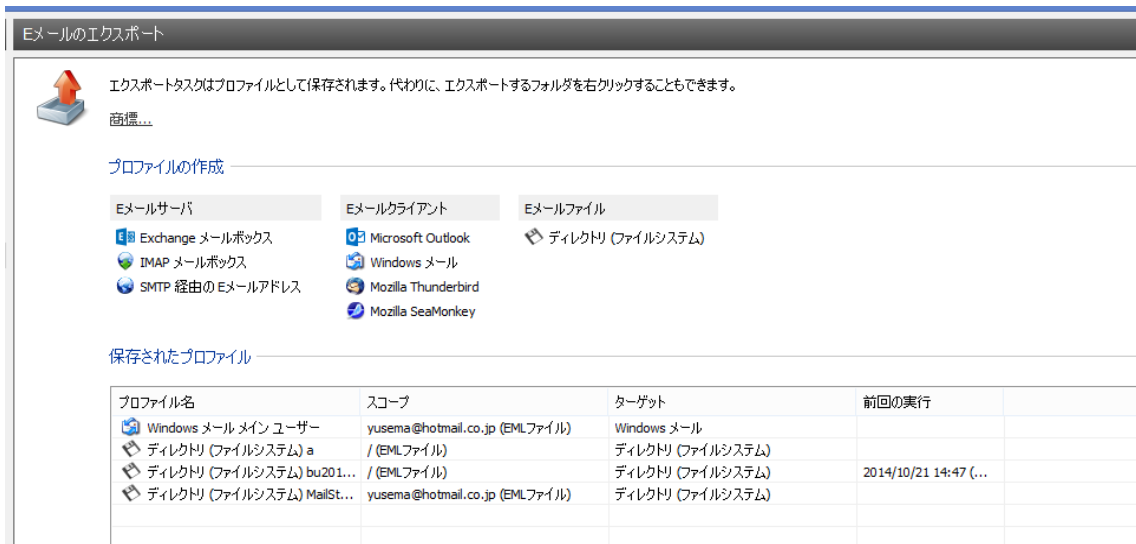 Eメールのエクスポート
エクスポートタスクはプロファイルとして保存されます。代わりに、エクスポートするフォルダを右クリックすることもできます。
商標...
プロファイルの作成
Eメールサーバ Eメールクライアント Eメールファイル
Exchange メールボックス Microsoft Outlook ディレクトリ (ファイルシステム)
IMAP メールボックス Windows メール
SMTP 経由の Eメールアドレス Mozilla Thunderbird
Mozilla SeaMonkey
保存されたプロファイル
プロファイル名 スコープ ターゲット 前回の実行
Windows メール メイン ユーザー yusema@hotmail.co.jp (EMLファイル) Windows メール
ディレクトリ (ファイルシステム) a / (EMLファイル) ディレクトリ (ファイルシステム)
ディレクトリ (ファイルシステム) bu201... / (EMLファイル) ディレクトリ (ファイルシステム) 2014/10/21 14:47 (...
ディレクトリ (ファイルシステム) MailSt... yusema@hotmail.co.jp (EMLファイル) ディレクトリ (ファイルシステム)